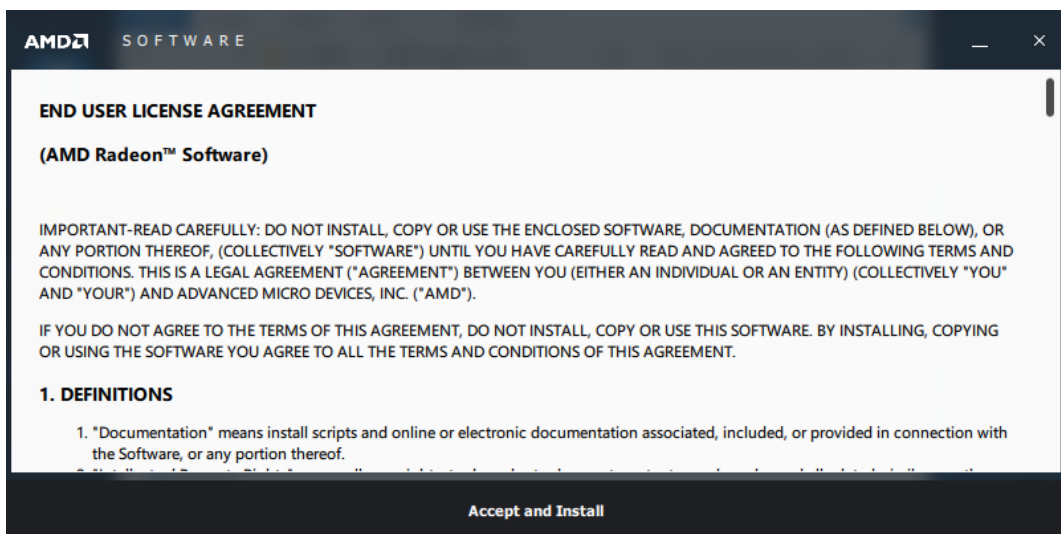 AMD SOFTWARE
END USER LICENSE AGREEMENT
(AMD Radeon™ Software)
IMPORTANT-READ CAREFULLY: DO NOT INSTALL, COPY OR USE THE ENCLOSED SOFTWARE, DOCUMENTATION (AS DEFINED BELOW), OR
ANY PORTION THEREOF, (COLLECTIVELY "SOFTWARE") UNTIL YOU HAVE CAREFULLY READ AND AGREED TO THE FOLLOWING TERMS AND
CONDITIONS. THIS IS A LEGAL AGREEMENT ("AGREEMENT") BETWEEN YOU (EITHER AN INDIVIDUAL OR AN ENTITY) (COLLECTIVELY "YOU"
AND "YOUR") AND ADVANCED MICRO DEVICES, INC. ("AMD").
IF YOU DO NOT AGREE TO THE TERMS OF THIS AGREEMENT, DO NOT INSTALL, COPY OR USE THIS SOFTWARE. BY INSTALLING, COPYING
OR USING THE SOFTWARE YOU AGREE TO ALL THE TERMS AND CONDITIONS OF THIS AGREEMENT.
1. DEFINITIONS
1. "Documentation" means install scripts and online or electronic documentation associated, included, or provided in connection with
the Software, or any portion thereof.
Accept and Install